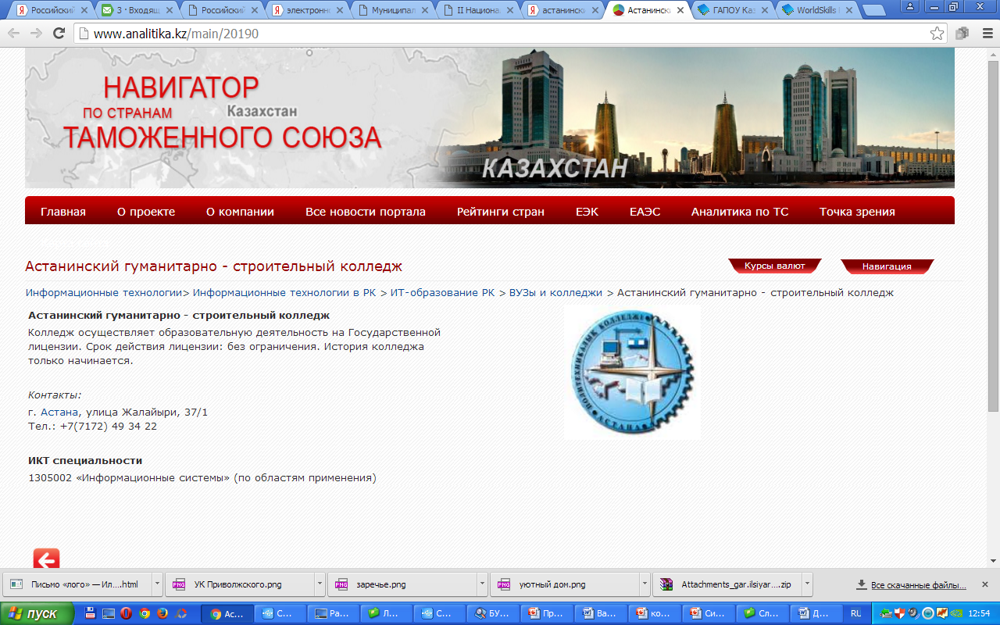 Российский
3 · Входящ
Российский
электронн
Муниципал
II Национа
астанински
Астанинскı
ГАПОУ Каз
WorldSkills
www.analitika.kz/main/20190
НАВИГАТОР
ПО СТРАНАМ Казахстан
ТАМОЖЕННОГО СОЮЗА
КАЗАХСТАН
Главная О проекте О компании Все новости портала Рейтинги стран ЕЭК ЕАЭС Аналитика по ТС Точка зрения
Астанинский гуманитарно - строительный колледж
Курсы валют
Навигация
Информационные технологии> Информационные технологии в РК > ИТ-образование РК > ВУЗы и колледжи > Астанинский гуманитарно - строительный колледж
Астанинский гуманитарно - строительный колледж
Колледж осуществляет образовательную деятельность на Государственной
лицензии. Срок действия лицензии: без ограничения. История колледжа
только начинается.
Контакты:
г. Астана, улица Жалайыри, 37/1
Тел.: +7(7172) 49 34 22
ИКТ специальности
1305002 «Информационные системы» (по областям применения)
ПОЛИТЕХНИКАЛЫҚ КОЛЛЕДЖІ
АСТАНА
Письмо «лого» — Ил....html
УК Приволжского.png
заречье.png
уютный дом.png
Attachments_gar.ilsiyar....zip
Все скачанные файлы...
пуск
Ас...
С...
Ра...
Л...
С...
БУ...
Пр...
Ва...
ко...
Си...
Сл...
Д...
RU
12:54